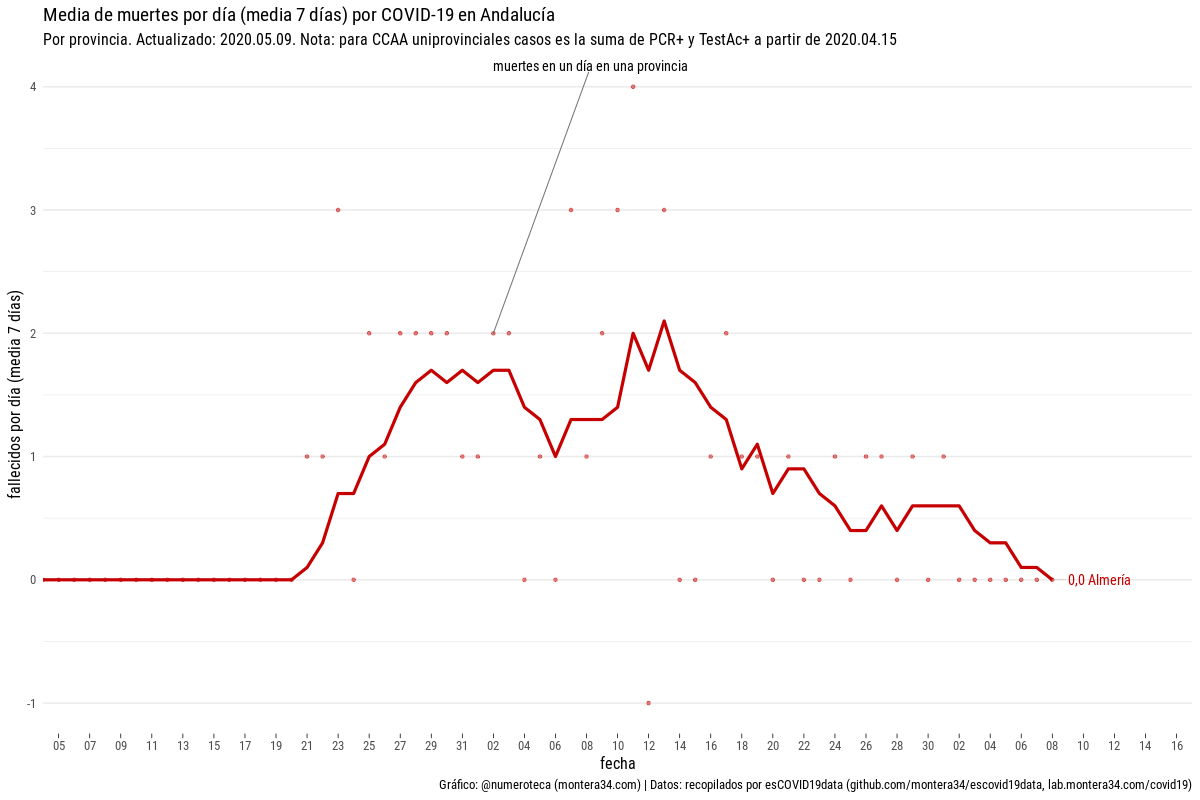 Media de muertes por día (media 7 días) por COVID-19 en Andalucía
Por provincia. Actualizado: 2020.05.09. Nota: para CCAA uniprovinciales casos es la suma de PCR+ y TestAc+ a partir de 2020.04.15
muertes en un día en una provincia
fallecidos por día (media 7 días)
4
3
2
1
0
-1
0,0 Almería
05 07 09 11 13 15 17 19 21 23 25 27 29 31 02 04 06 08 10 12 14 16 18 20 22 24 26 28 30 02 04 06 08 10 12 14 16
fecha
Gráfico: @numeroteca (montera34.com) | Datos: recopilados por esCOVID19data (github.com/montera34/escovid19data, lab.montera34.com/covid19)